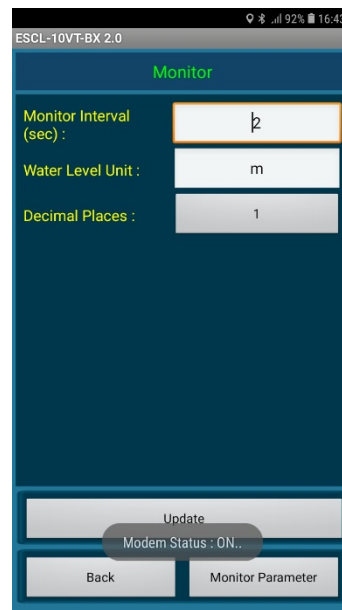 92% 16:43
ESCL-10VT-BX 2.0
Monitor
Monitor Interval
(sec) :
2
Water Level Unit :
m
Decimal Places :
1
Update
Modem Status : ON..
Back
Monitor Parameter